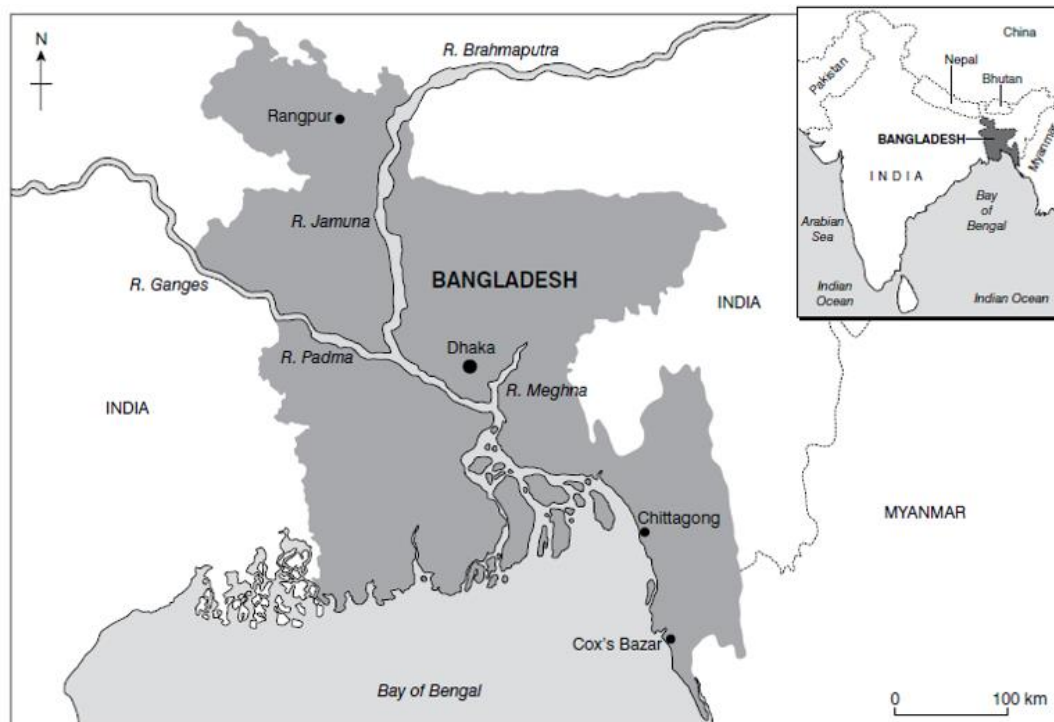 N
R. Brahmaputra
Rangpur
R. Jamuna
R. Ganges
BANGLADESH
INDIA
Dhaka
R. Padma
R. Meghna
INDIA
Chittagong
MYANMAR
Cox's Bazar
Bay of Bengal
0 100 km
China
Pakistan
Nepal
Bhutan
BANGLADESH
Myanmar
INDIA
Arabian
Sea
Bay
of
Bengal
Indian
Ocean
Indian Ocean